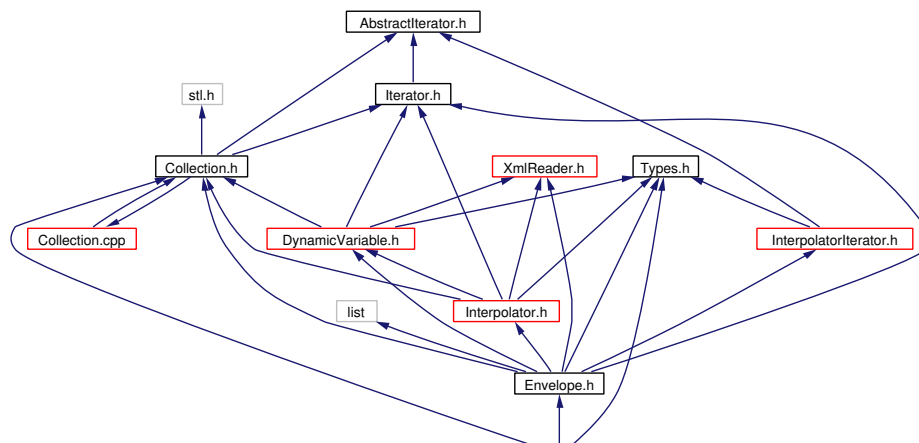 AbstractIterator.h
stl.h
Iterator.h
Collection.h
XmlReader.h
Types.h
Collection.cpp
DynamicVariable.h
InterpolatorIterator.h
list
Interpolator.h
Envelope.h